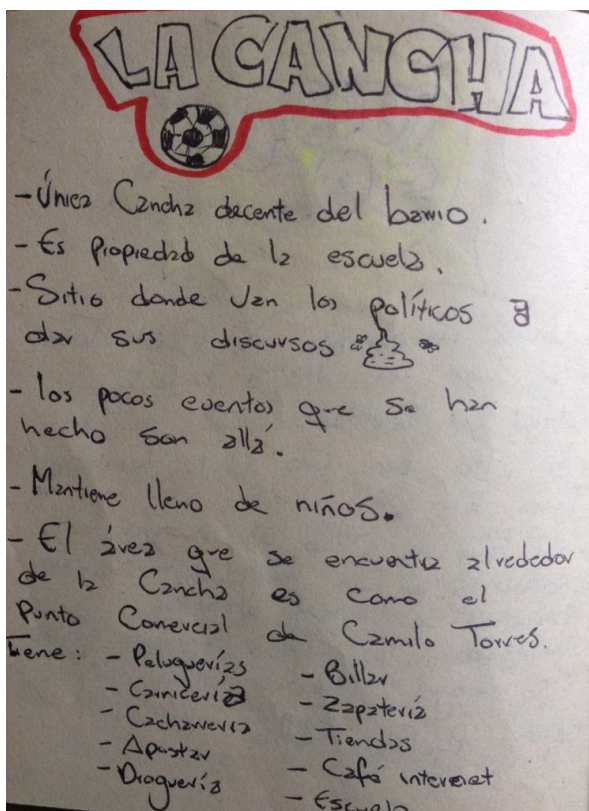 LA CANCHA
- Única Cancha decente del barrio.
- Es Propiedad de la escuela.
- Sitio donde van los políticos a
dar sus discursos
- los pocos eventos que se han
hecho son allá.
- Mantiene lleno de niños.
- El área que se encuentra alrededor
de la Cancha es como el
Punto Comercial de Camilo Torres.
tiene:
- Peluquerías
- Carnicería
- Cacharrería
- Apostar
- Droguería
- Billar
- Zapatería
- Tiendas
- Café internet
- Escuela